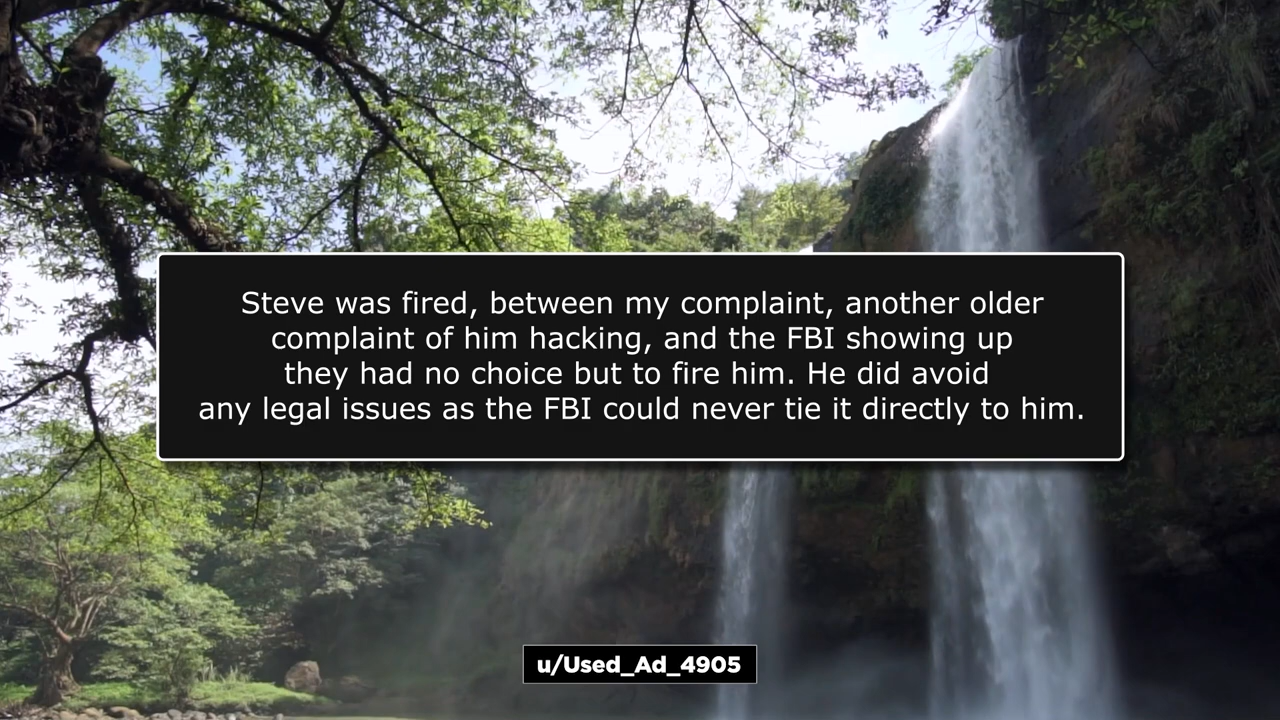 Steve was fired, between my complaint, another older
complaint of him hacking, and the FBI showing up
they had no choice but to fire him. He did avoid
any legal issues as the FBI could never tie it directly to him.
u/Used_Ad_4905